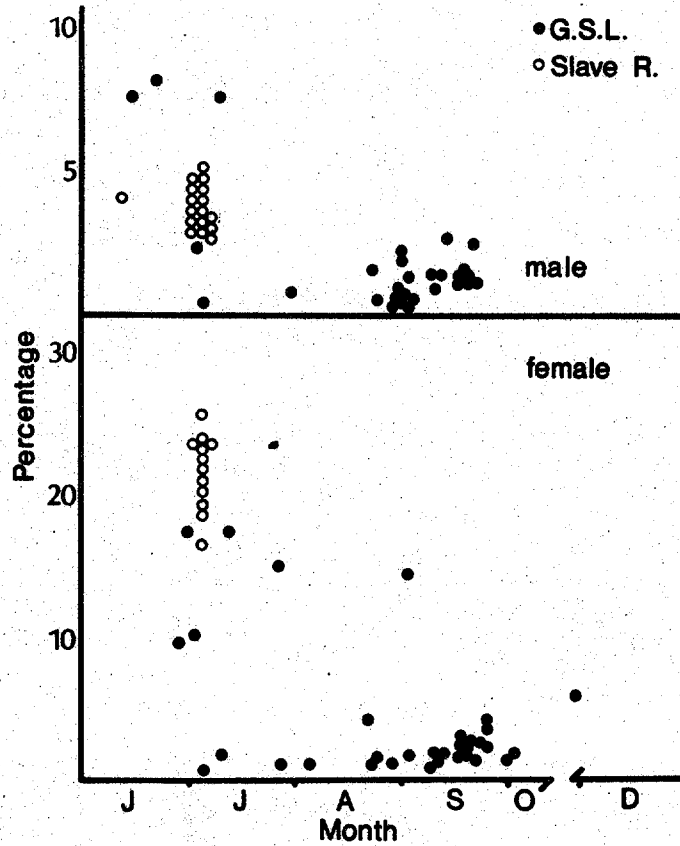 10
G.S.L.
Slave R.
5
male
30
female
Percentage
20
10
J J A S O D
Month